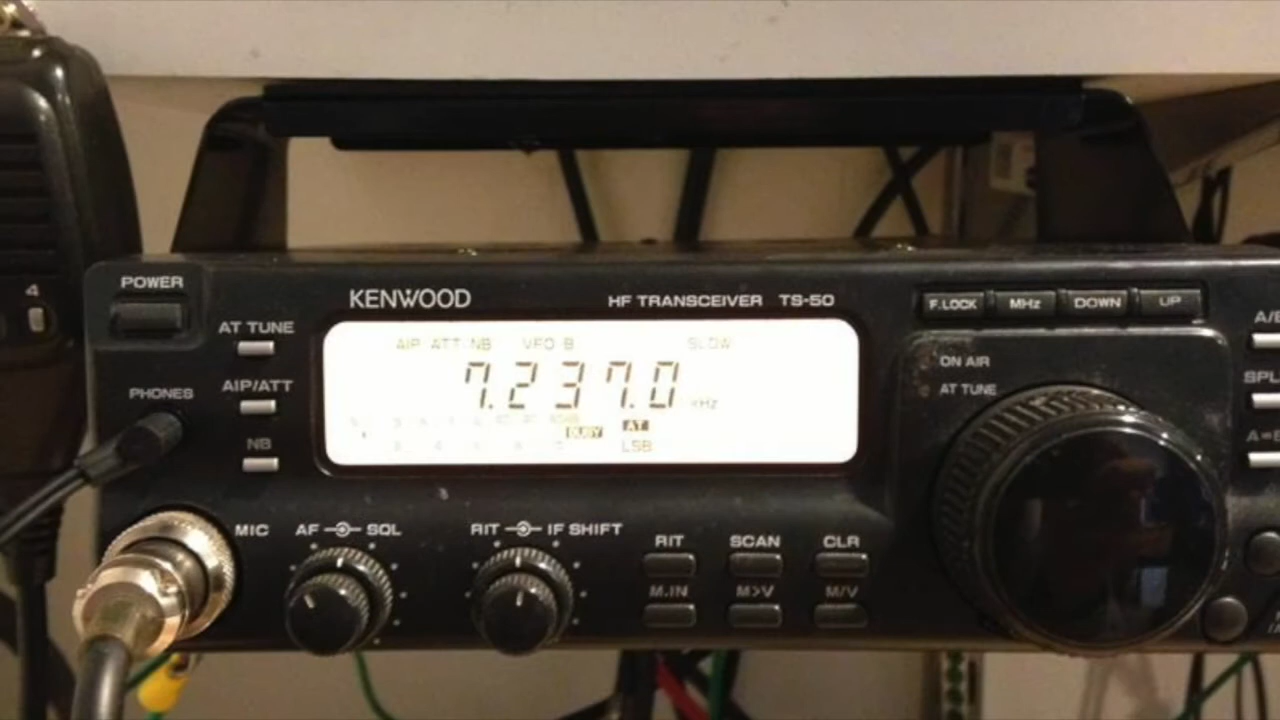 4
POWER
KENWOOD
HF TRANSCEIVER TS-50
F.LOCK MHz DOWN UP
AT TUNE
AIP ATT NB VFO B SLOW
7.237.0 kHz
ON AIR
AT TUNE
AIP/ATT
PHONES
BUSY AT
LSB
NB
MIC
AF SQL
RIT IF SHIFT
RIT SCAN CLR
M.IN M>V M/V